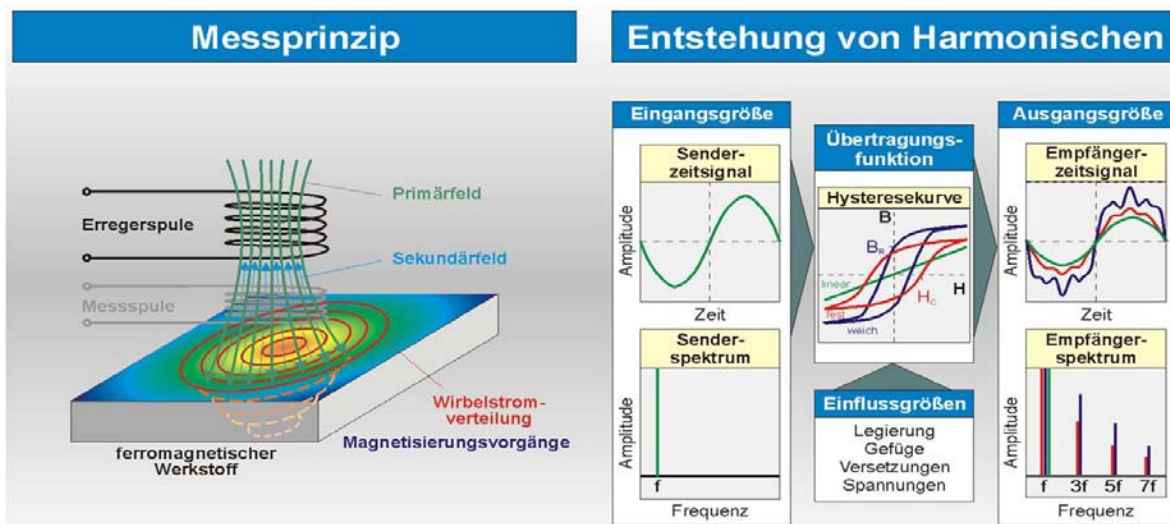 Messprinzip
Primärfeld
Erregerspule
Sekundärfeld
Messspule
Wirbelstrom-
verteilung
Magnetisierungsvorgänge
ferromagnetischer
Werkstoff
Entstehung von Harmonischen
Eingangsgröße
Sender-
zeitsignal
Amplitude
Zeit
Sender-
spektrum
Amplitude
f
Frequenz
Übertragungs-
funktion
Hysteresekurve
B
B_R
linear
H
H_C
fest
weich
Einflussgrößen
Legierung
Gefüge
Versetzungen
Spannungen
Ausgangsgröße
Empfänger-
zeitsignal
Amplitude
Zeit
Empfänger-
spektrum
Amplitude
f 3f 5f 7f
Frequenz